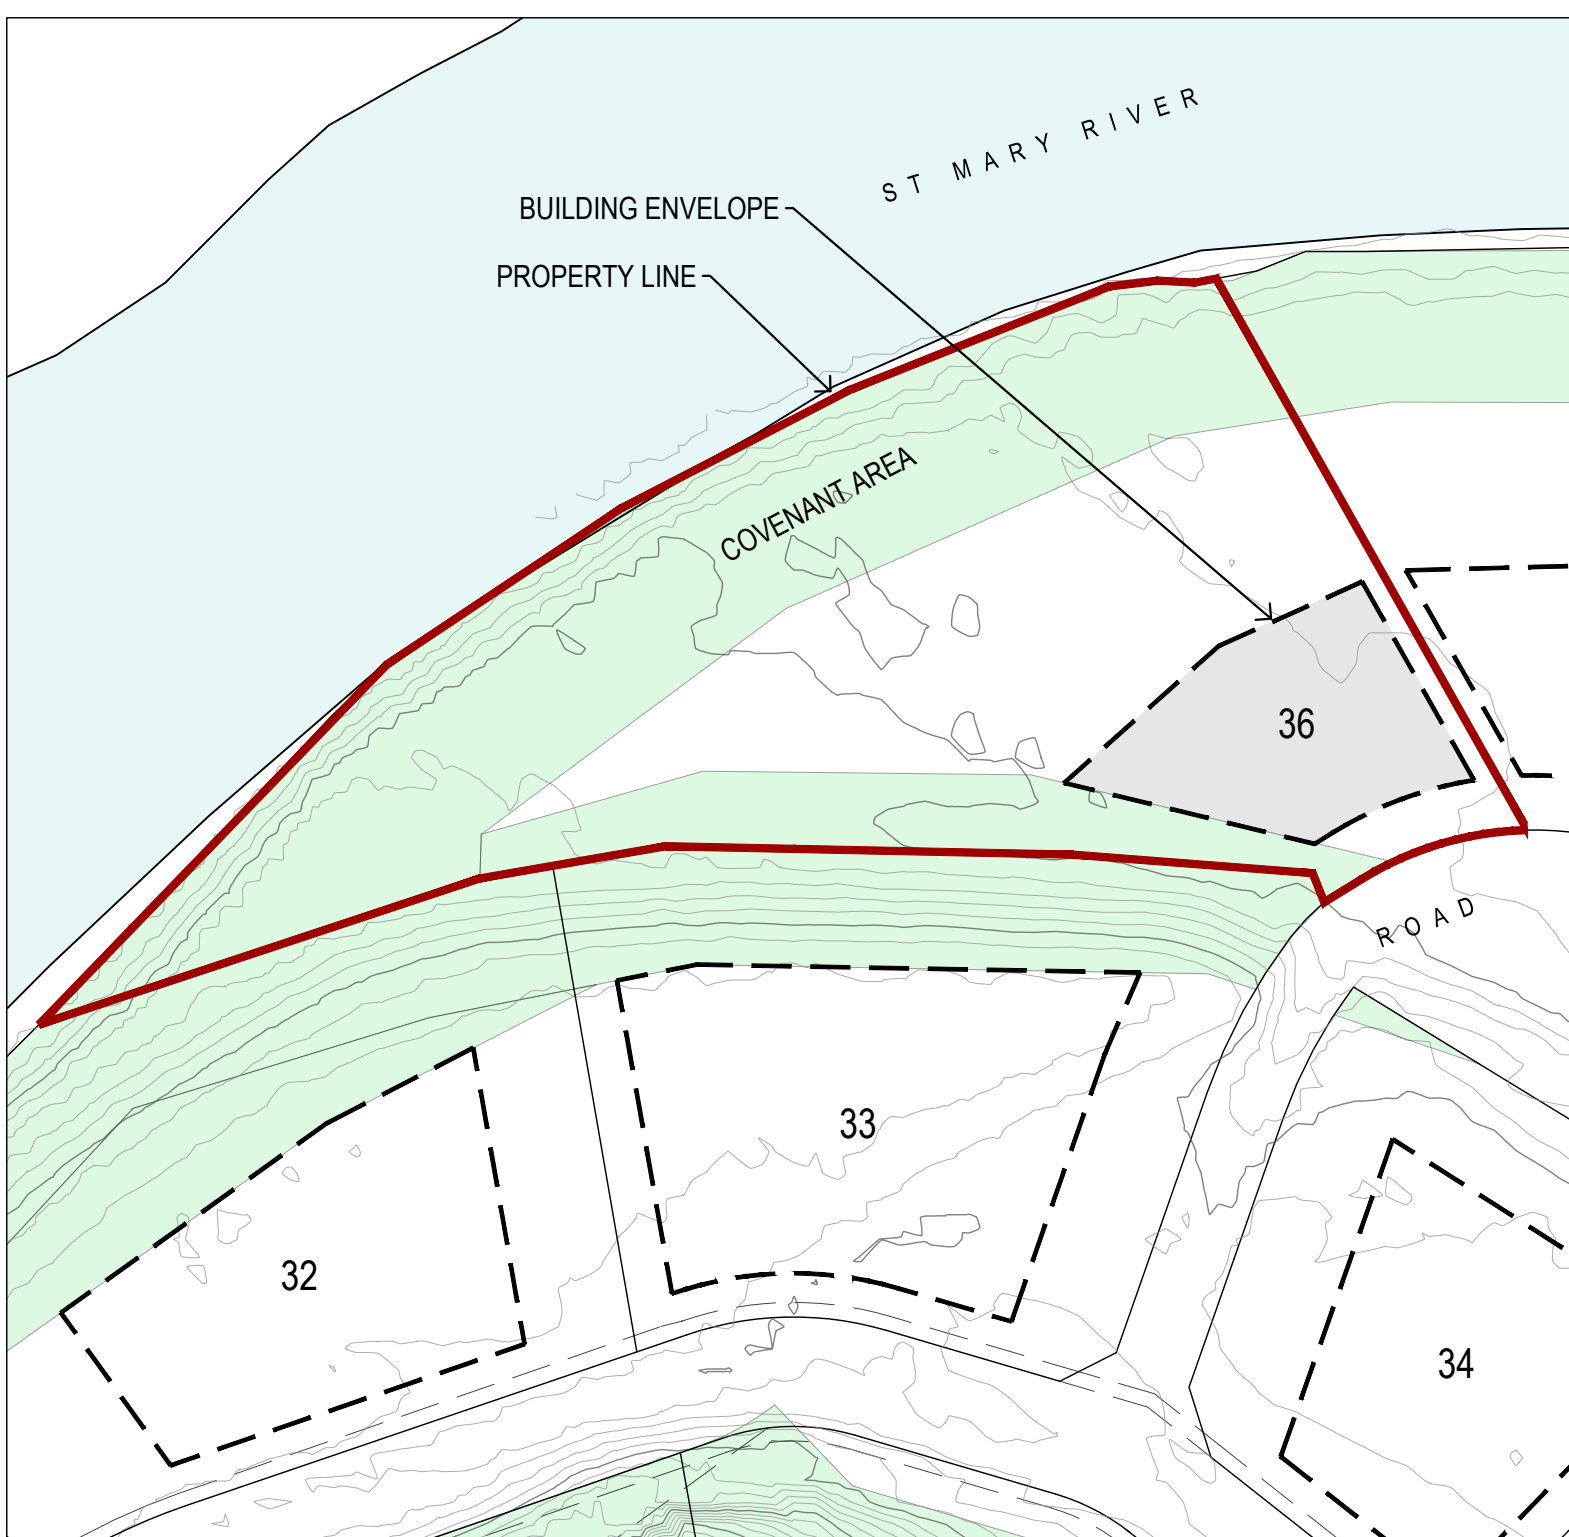 ST MARY RIVER
BUILDING ENVELOPE
PROPERTY LINE
COVENANT AREA
36
ROAD
33
32
34